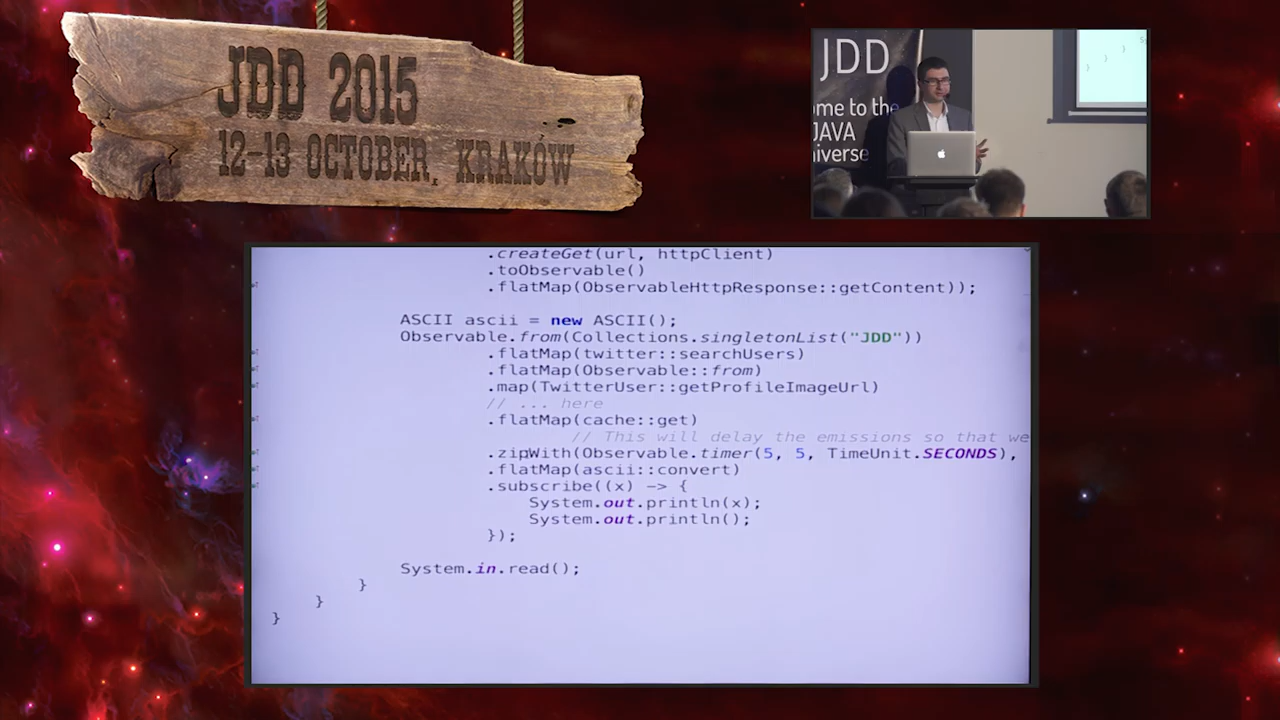 JDD 2015
12-13 OCTOBER, KRAKÓW
JDD
ome to the
JAVA
niverse
.createGet(url, httpClient)
.toObservable()
.flatMap(ObservableHttpResponse::getContent));
ASCII ascii = new ASCII();
Observable.from(Collections.singletonList("JDD"))
.flatMap(twitter::searchUsers)
.flatMap(Observable::from)
.map(TwitterUser::getProfileImageUrl)
// ... here
.flatMap(cache::get)
// This will delay the emissions so that we
.zipWith(Observable.timer(5, 5, TimeUnit.SECONDS),
.flatMap(ascii::convert)
.subscribe((x) -> {
System.out.println(x);
System.out.println();
});
System.in.read();
}
}
}